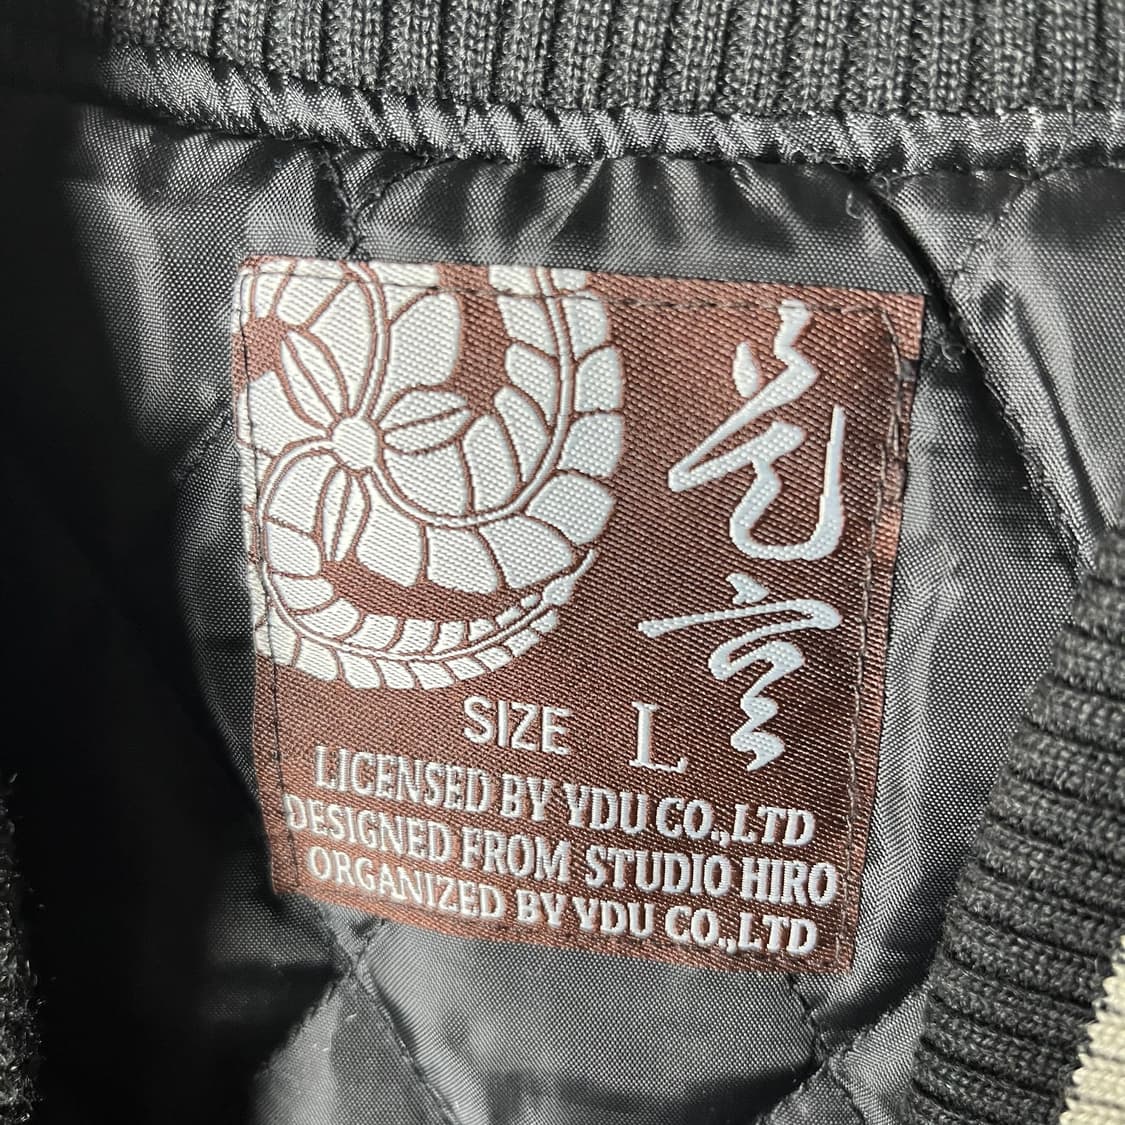 SIZE L
LICENSED BY YDU CO.,LTD
DESIGNED FROM STUDIO HIRO
ORGANIZED BY YDU CO.,LTD